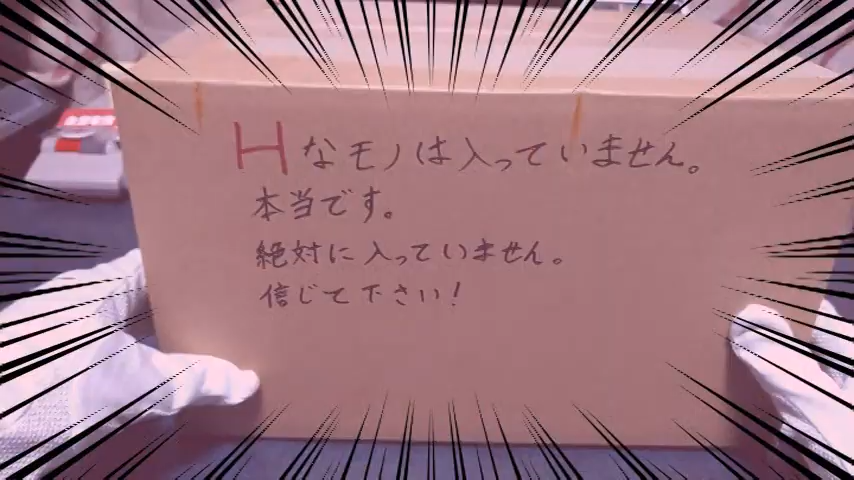 Hなモノは入っていません。
本当です。
絶対に入っていません。
信じて下さい！